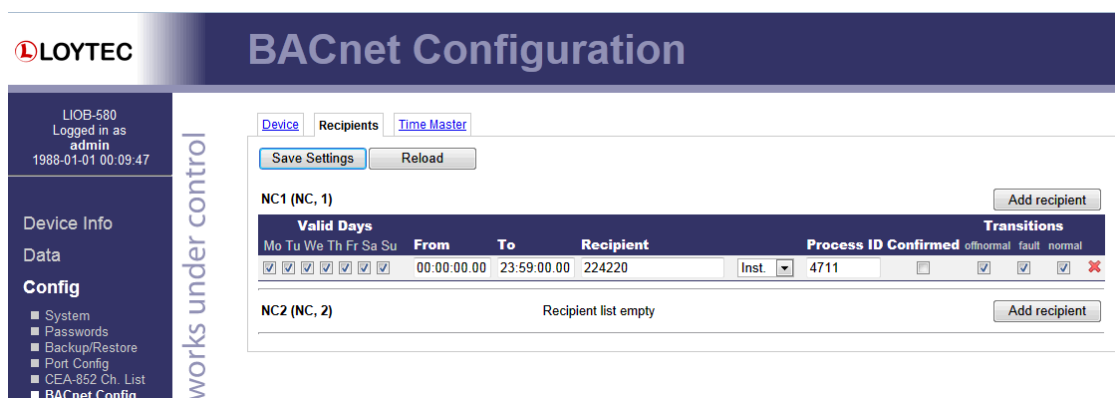 LOYTEC
BACnet Configuration
LIOB-580
Logged in as
admin
1988-01-01 00:09:47
Device Info
Data
Config
System
Passwords
Backup/Restore
Port Config
CEA-852 Ch. List
BACnet Config
works under control
Device Recipients Time Master
Save Settings Reload
NC1 (NC, 1) Add recipient
Valid Days Transitions
Mo Tu We Th Fr Sa Su From To Recipient Process ID Confirmed offnormal fault normal
00:00:00.00 23:59:00.00 224220 Inst. 4711
NC2 (NC, 2) Recipient list empty Add recipient